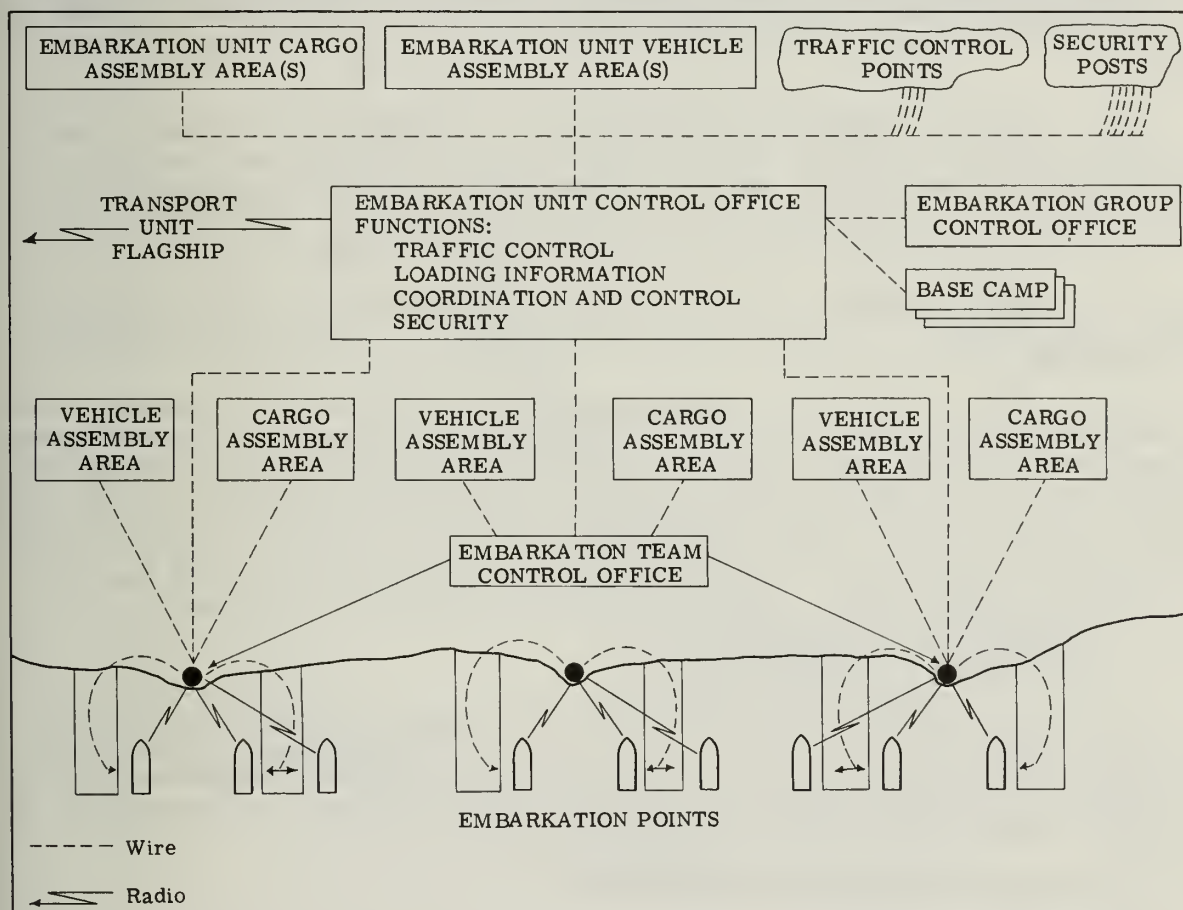 EMBARKATION UNIT CARGO
ASSEMBLY AREA(S)
EMBARKATION UNIT VEHICLE
ASSEMBLY AREA(S)
TRAFFIC CONTROL
POINTS
SECURITY
POSTS
TRANSPORT
UNIT
FLAGSHIP
EMBARKATION UNIT CONTROL OFFICE
FUNCTIONS:
TRAFFIC CONTROL
LOADING INFORMATION
COORDINATION AND CONTROL
SECURITY
EMBARKATION GROUP
CONTROL OFFICE
BASE CAMP
VEHICLE
ASSEMBLY
AREA
CARGO
ASSEMBLY
AREA
VEHICLE
ASSEMBLY
AREA
CARGO
ASSEMBLY
AREA
VEHICLE
ASSEMBLY
AREA
CARGO
ASSEMBLY
AREA
EMBARKATION TEAM
CONTROL OFFICE
EMBARKATION POINTS
Wire
Radio